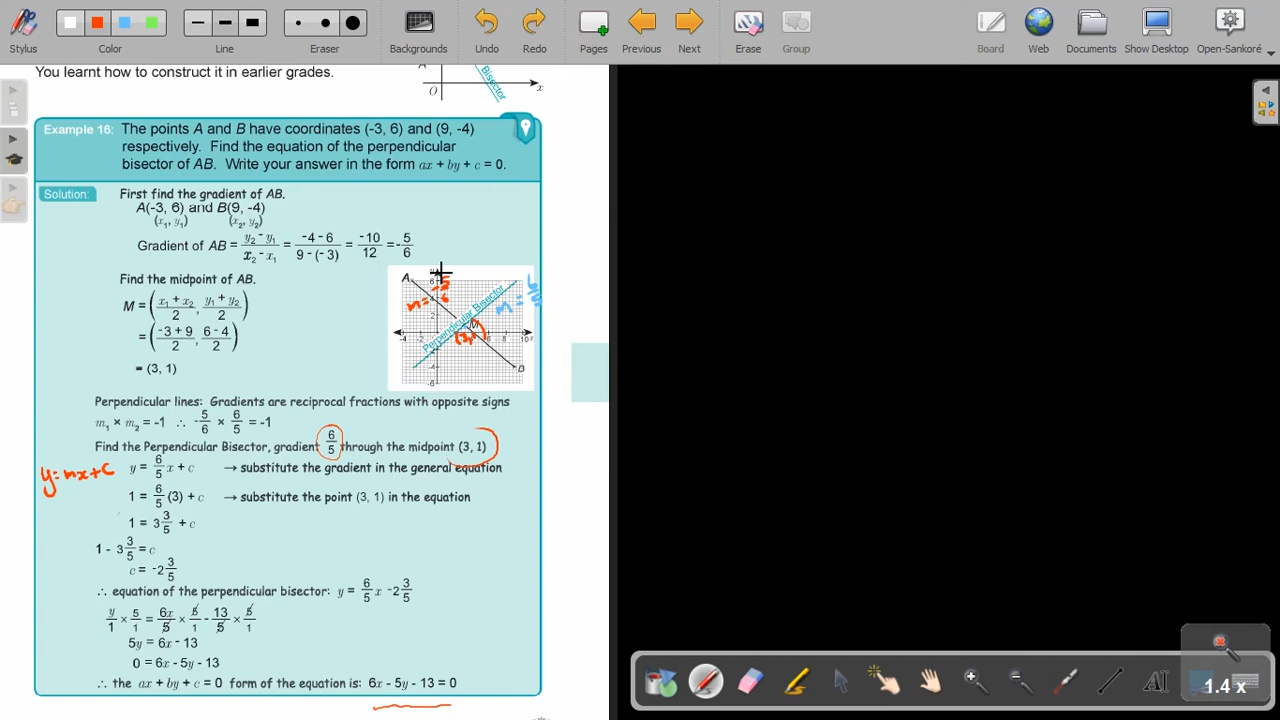 Stylus Color Line Eraser Backgrounds Undo Redo Pages Previous Next Erase Group Board Web Documents Show Desktop Open-Sankoré
You learnt how to construct it in earlier grades.
A
Bisector
O x
Example 16: The points A and B have coordinates (-3, 6) and (9, -4)
respectively. Find the equation of the perpendicular
bisector of AB. Write your answer in the form ax + by + c = 0.
Solution: First find the gradient of AB.
A(-3, 6) and B(9, -4)
(x₁, y₁) (x₂, y₂)
Gradient of AB = y₂ - y₁ / x₂ - x₁ = -4 - 6 / 9 - (-3) = -10 / 12 = -5/6
Find the midpoint of AB.
M = (x₁ + x₂ / 2, y₁ + y₂ / 2)
= (-3 + 9 / 2, 6 - 4 / 2)
= (3, 1)
A
Perpendicular Bisector
M
B
-4 -2 6 8 10 x
6
4
2
-4
-6
Perpendicular lines: Gradients are reciprocal fractions with opposite signs
m₁ × m₂ = -1 ∴ -5/6 × 6/5 = -1
Find the Perpendicular Bisector, gradient 6/5 through the midpoint (3, 1)
y = mx + c
y = 6/5 x + c → substitute the gradient in the general equation
1 = 6/5 (3) + c → substitute the point (3, 1) in the equation
1 = 3 3/5 + c
1 - 3 3/5 = c
c = -2 3/5
∴ equation of the perpendicular bisector: y = 6/5 x -2 3/5
y/1 × 5/1 = 6x/5 × 5/1 - 13/5 × 5/1
5y = 6x - 13
0 = 6x - 5y - 13
∴ the ax + by + c = 0 form of the equation is: 6x - 5y - 13 = 0
1.4 x